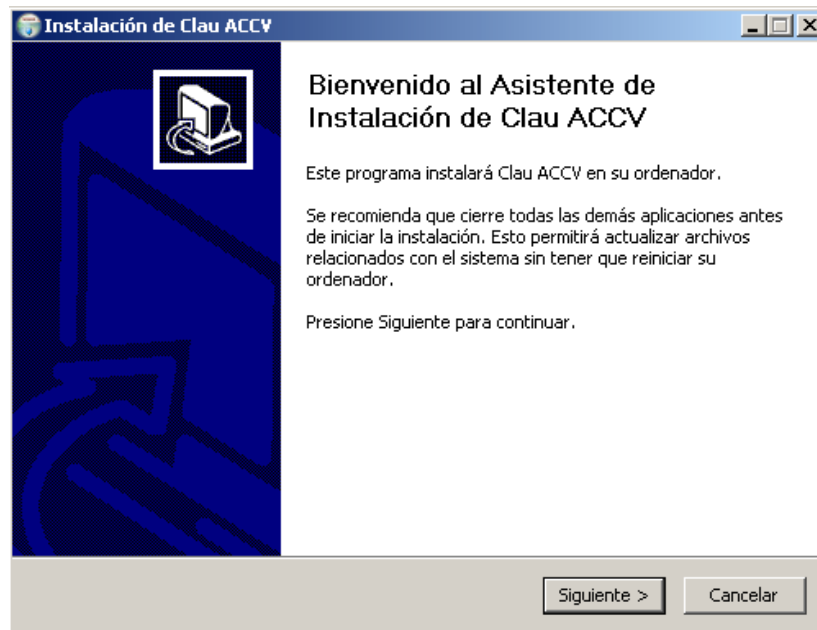 Instalación de Clau ACCV
Bienvenido al Asistente de
Instalación de Clau ACCV
Este programa instalará Clau ACCV en su ordenador.
Se recomienda que cierre todas las demás aplicaciones antes
de iniciar la instalación. Esto permitirá actualizar archivos
relacionados con el sistema sin tener que reiniciar su
ordenador.
Presione Siguiente para continuar.
Siguiente > Cancelar